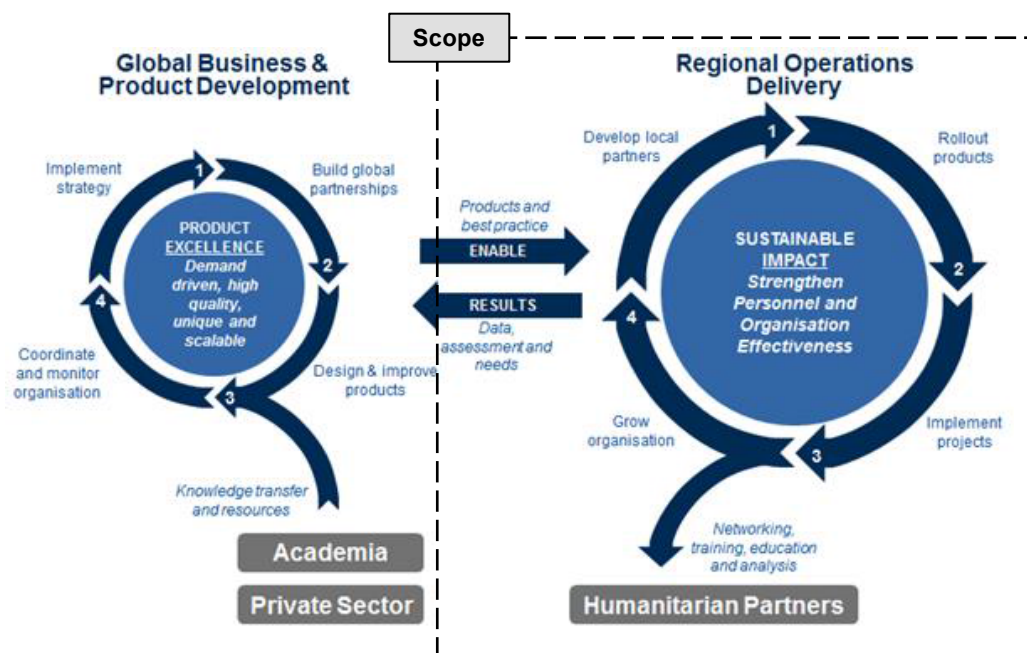 Scope
Global Business &
Product Development
1
Implement
strategy
Build global
partnerships
PRODUCT
EXCELLENCE
Demand
driven, high
quality,
unique and
scalable
2
4
Coordinate
and monitor
organisation
Design & improve
products
3
Knowledge transfer
and resources
Academia
Private Sector
Products and
best practice
ENABLE
RESULTS
Data,
assessment and
needs
Regional Operations
Delivery
1
Develop local
partners
Rollout
products
SUSTAINABLE
IMPACT
Strengthen
Personnel and
Organisation
Effectiveness
2
4
Grow
organisation
Implement
projects
3
Networking,
training, education
and analysis
Humanitarian Partners